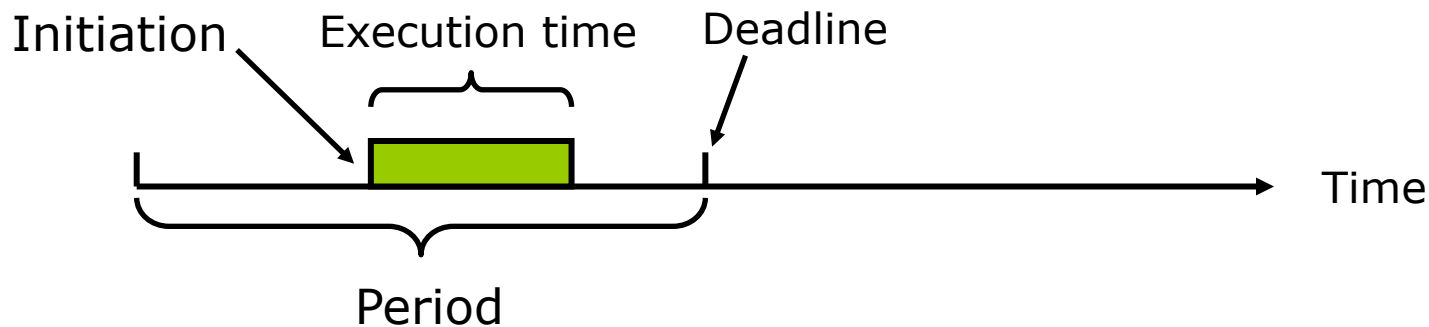 Initiation
Execution time
Deadline
Time
Period